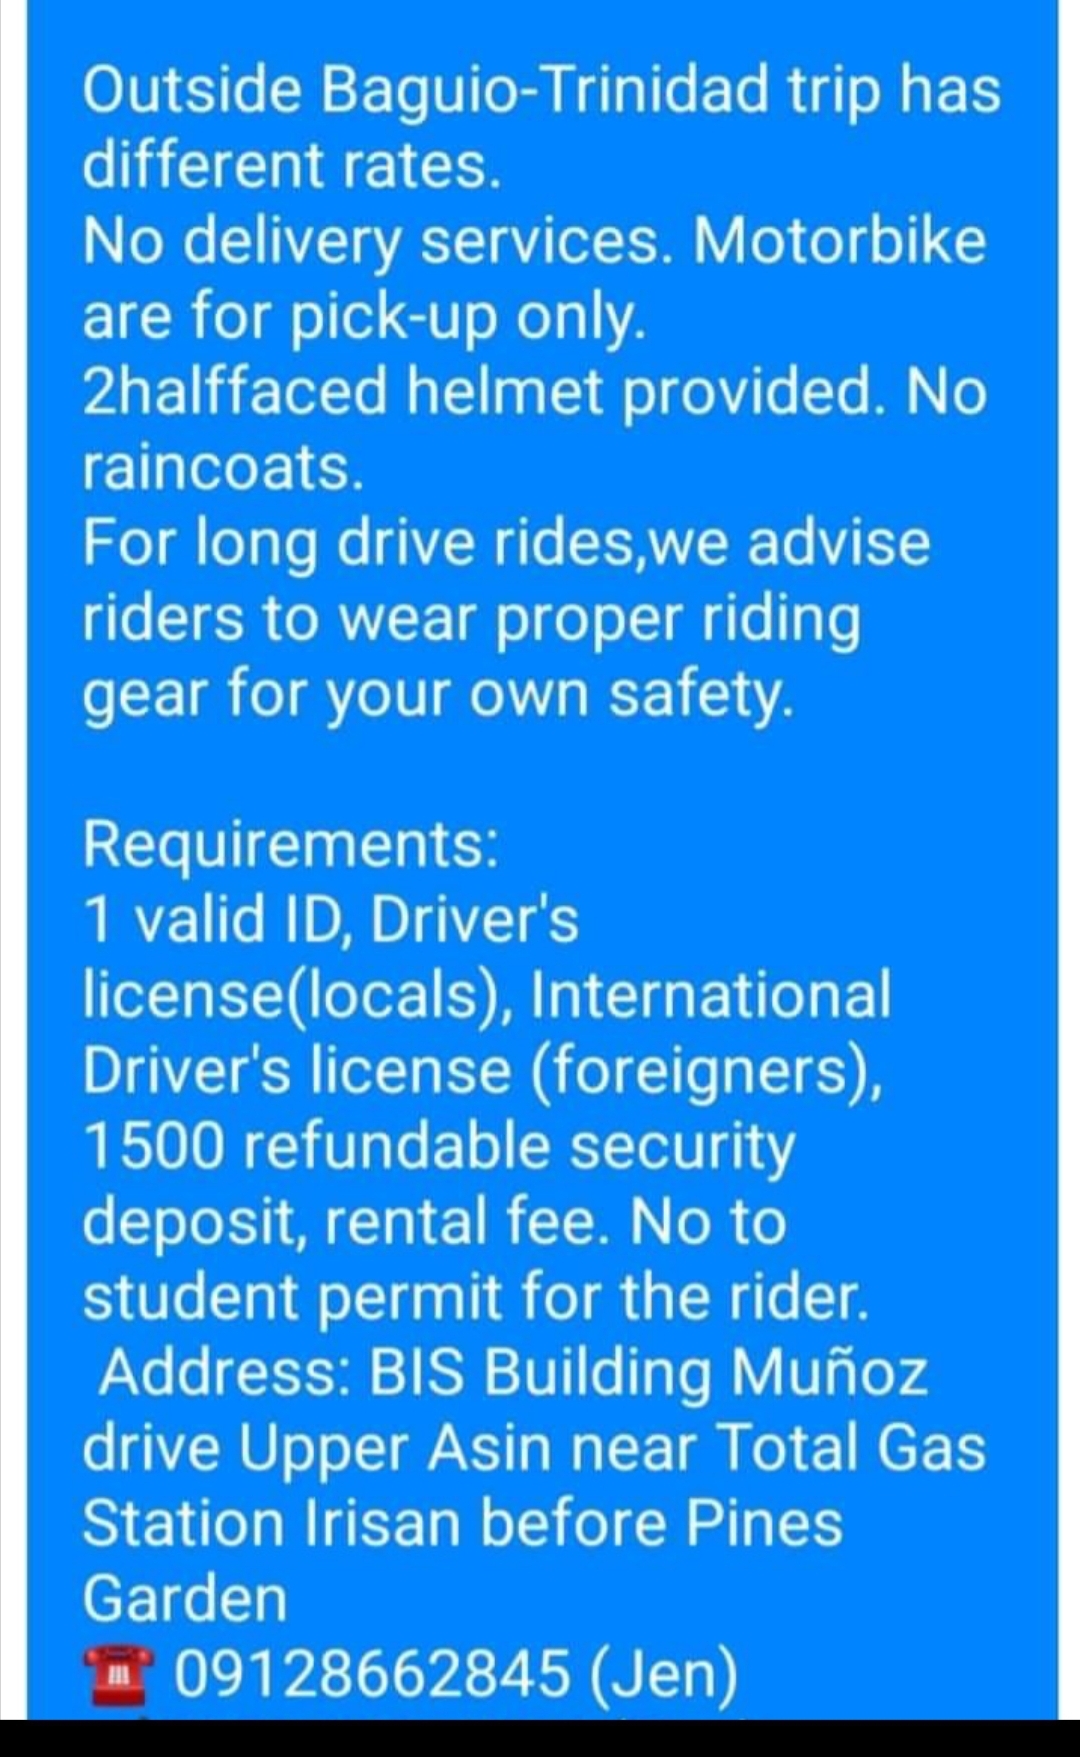 Outside Baguio-Trinidad trip has
different rates.
No delivery services. Motorbike
are for pick-up only.
2halffaced helmet provided. No
raincoats.
For long drive rides,we advise
riders to wear proper riding
gear for your own safety.
Requirements:
1 valid ID, Driver's
license(locals), International
Driver's license (foreigners),
1500 refundable security
deposit, rental fee. No to
student permit for the rider.
Address: BIS Building Muñoz
drive Upper Asin near Total Gas
Station Irisan before Pines
Garden
☎️ 09128662845 (Jen)